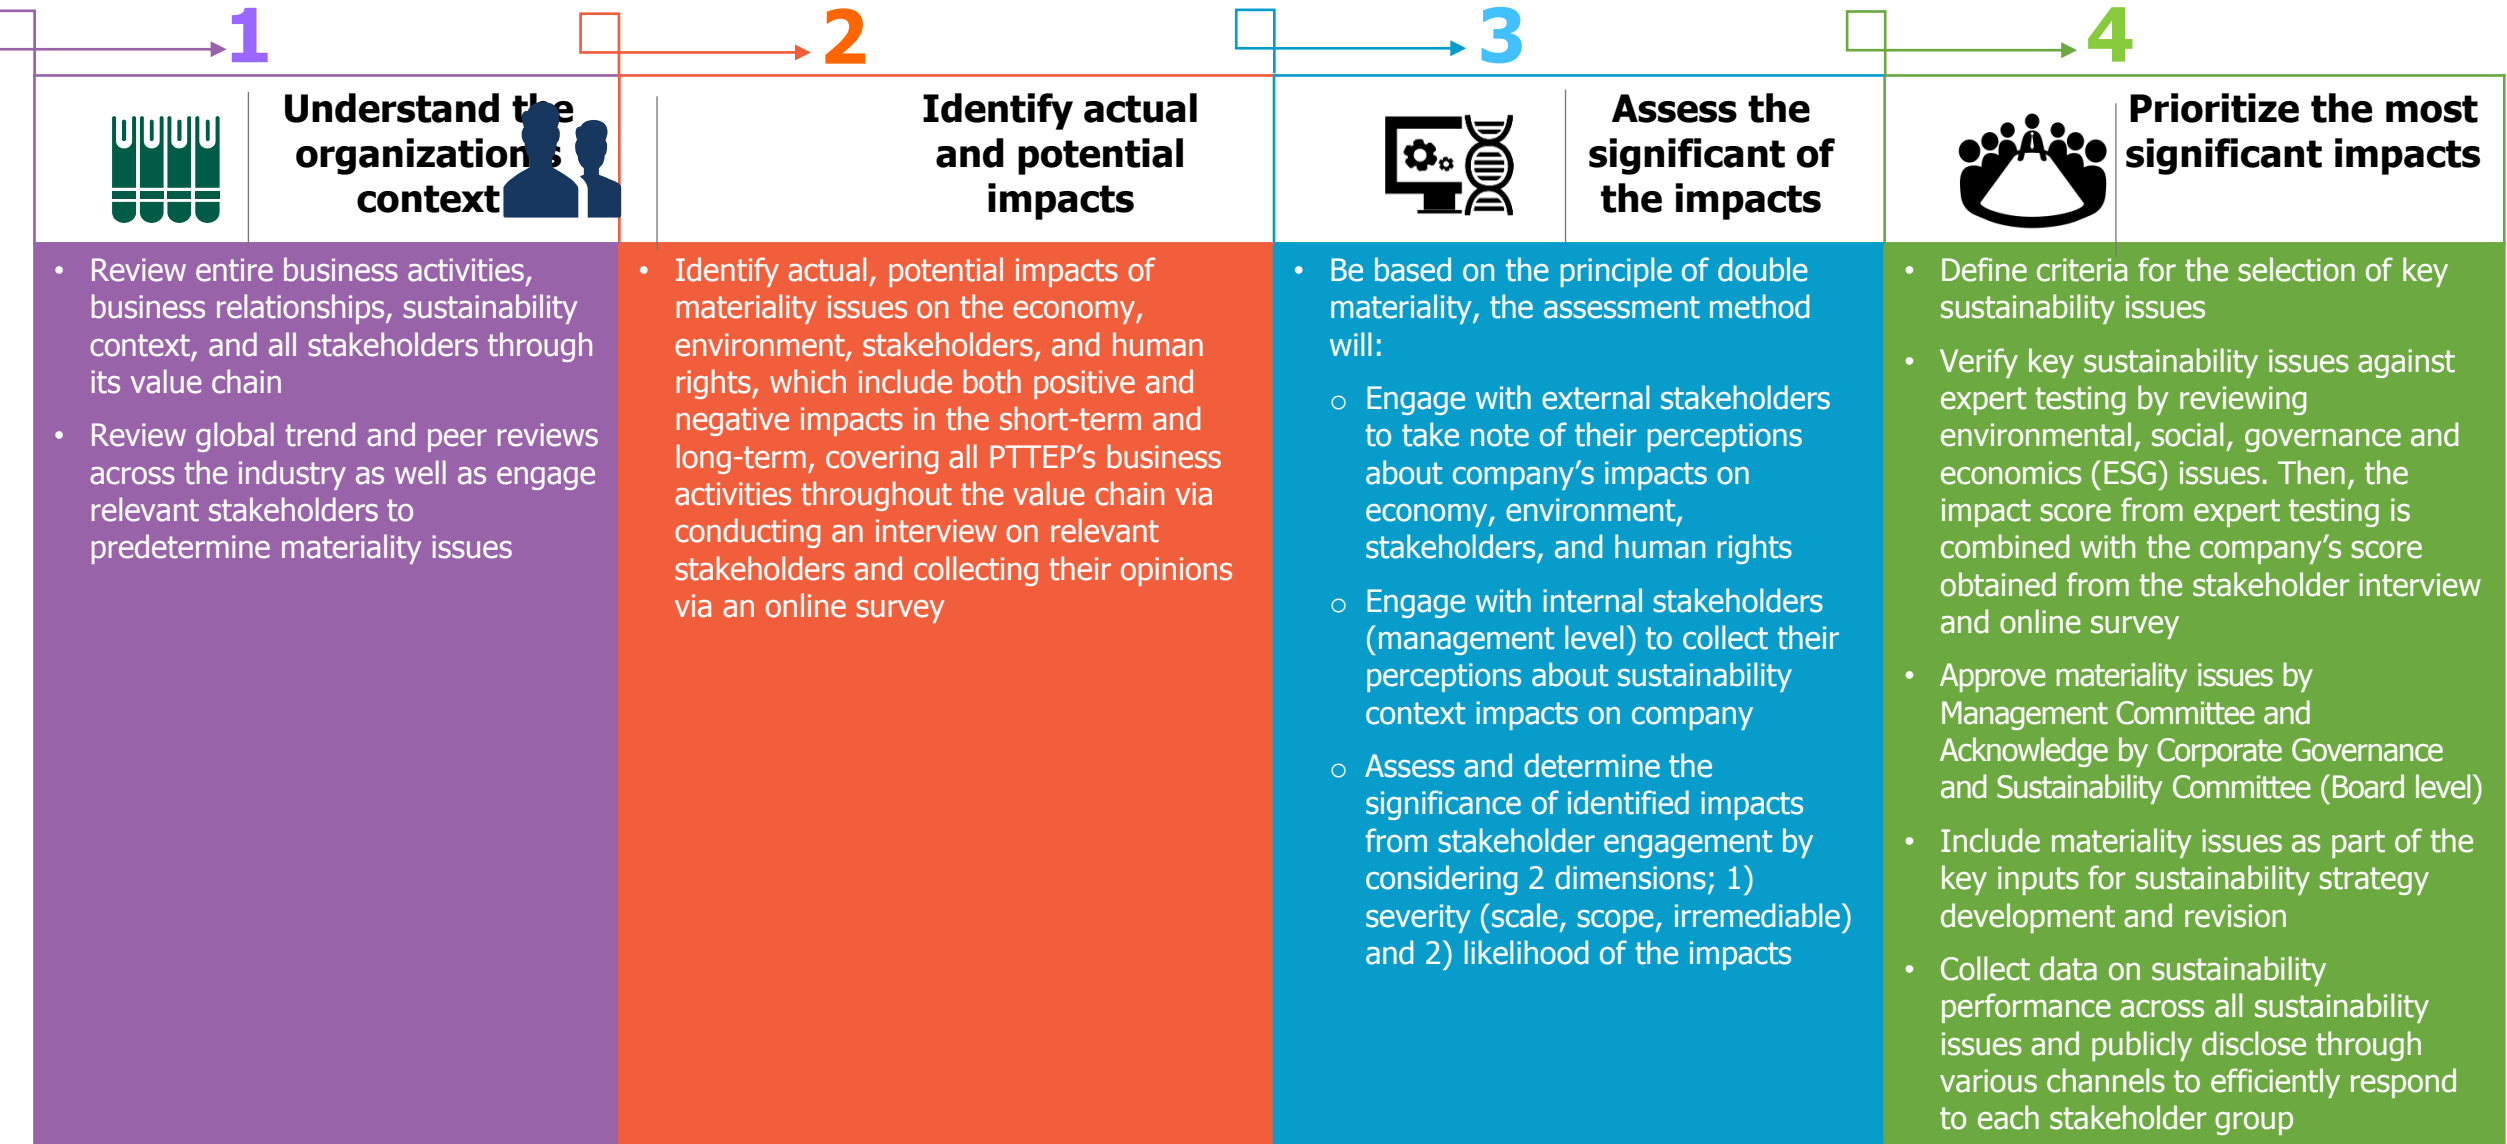 1
Understand the
organization's
context
• Review entire business activities,
business relationships, sustainability
context, and all stakeholders through
its value chain
• Review global trend and peer reviews
across the industry as well as engage
relevant stakeholders to
predetermine materiality issues
2
Identify actual
and potential
impacts
• Identify actual, potential impacts of
materiality issues on the economy,
environment, stakeholders, and human
rights, which include both positive and
negative impacts in the short-term and
long-term, covering all PTTEP’s business
activities throughout the value chain via
conducting an interview on relevant
stakeholders and collecting their opinions
via an online survey
3
Assess the
significant of
the impacts
• Be based on the principle of double
materiality, the assessment method
will:
o Engage with external stakeholders
to take note of their perceptions
about company’s impacts on
economy, environment,
stakeholders, and human rights
o Engage with internal stakeholders
(management level) to collect their
perceptions about sustainability
context impacts on company
o Assess and determine the
significance of identified impacts
from stakeholder engagement by
considering 2 dimensions; 1)
severity (scale, scope, irremediable)
and 2) likelihood of the impacts
4
Prioritize the most
significant impacts
• Define criteria for the selection of key
sustainability issues
• Verify key sustainability issues against
expert testing by reviewing
environmental, social, governance and
economics (ESG) issues. Then, the
impact score from expert testing is
combined with the company’s score
obtained from the stakeholder interview
and online survey
• Approve materiality issues by
Management Committee and
Acknowledge by Corporate Governance
and Sustainability Committee (Board level)
• Include materiality issues as part of the
key inputs for sustainability strategy
development and revision
• Collect data on sustainability
performance across all sustainability
issues and publicly disclose through
various channels to efficiently respond
to each stakeholder group